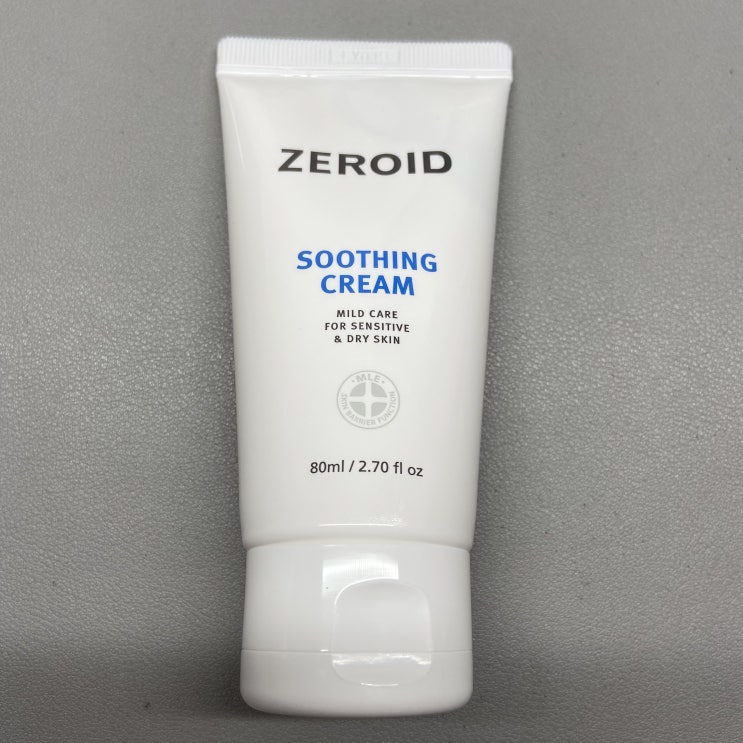 ZEROID
SOOTHING
CREAM
MILD CARE
FOR SENSITIVE
& DRY SKIN
· MLE ·
SKIN BARRIER FUNCTION
80ml / 2.70 fl oz